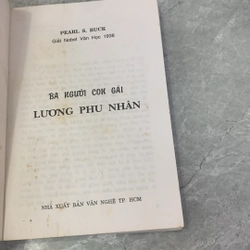 PEARL S. BUCK
Giải Nobel Văn Học 1938
BA NGƯỜI CON GÁI
LƯƠNG PHU NHÂN
NHÀ XUẤT BẢN VĂN NGHỆ TP. HCM